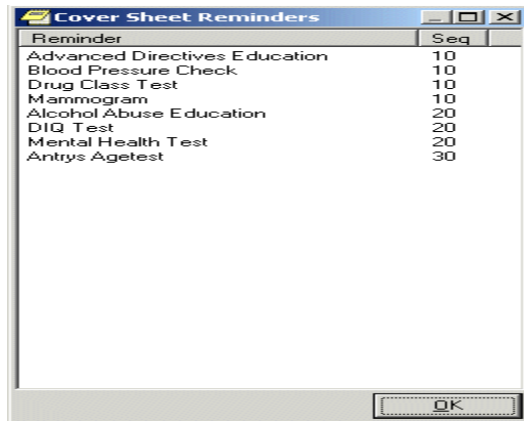 Cover Sheet Reminders
Reminder Seq
Advanced Directives Education 10
Blood Pressure Check 10
Drug Class Test 10
Mammogram 10
Alcohol Abuse Education 20
DIQ Test 20
Mental Health Test 20
Antrys Agetest 30
OK